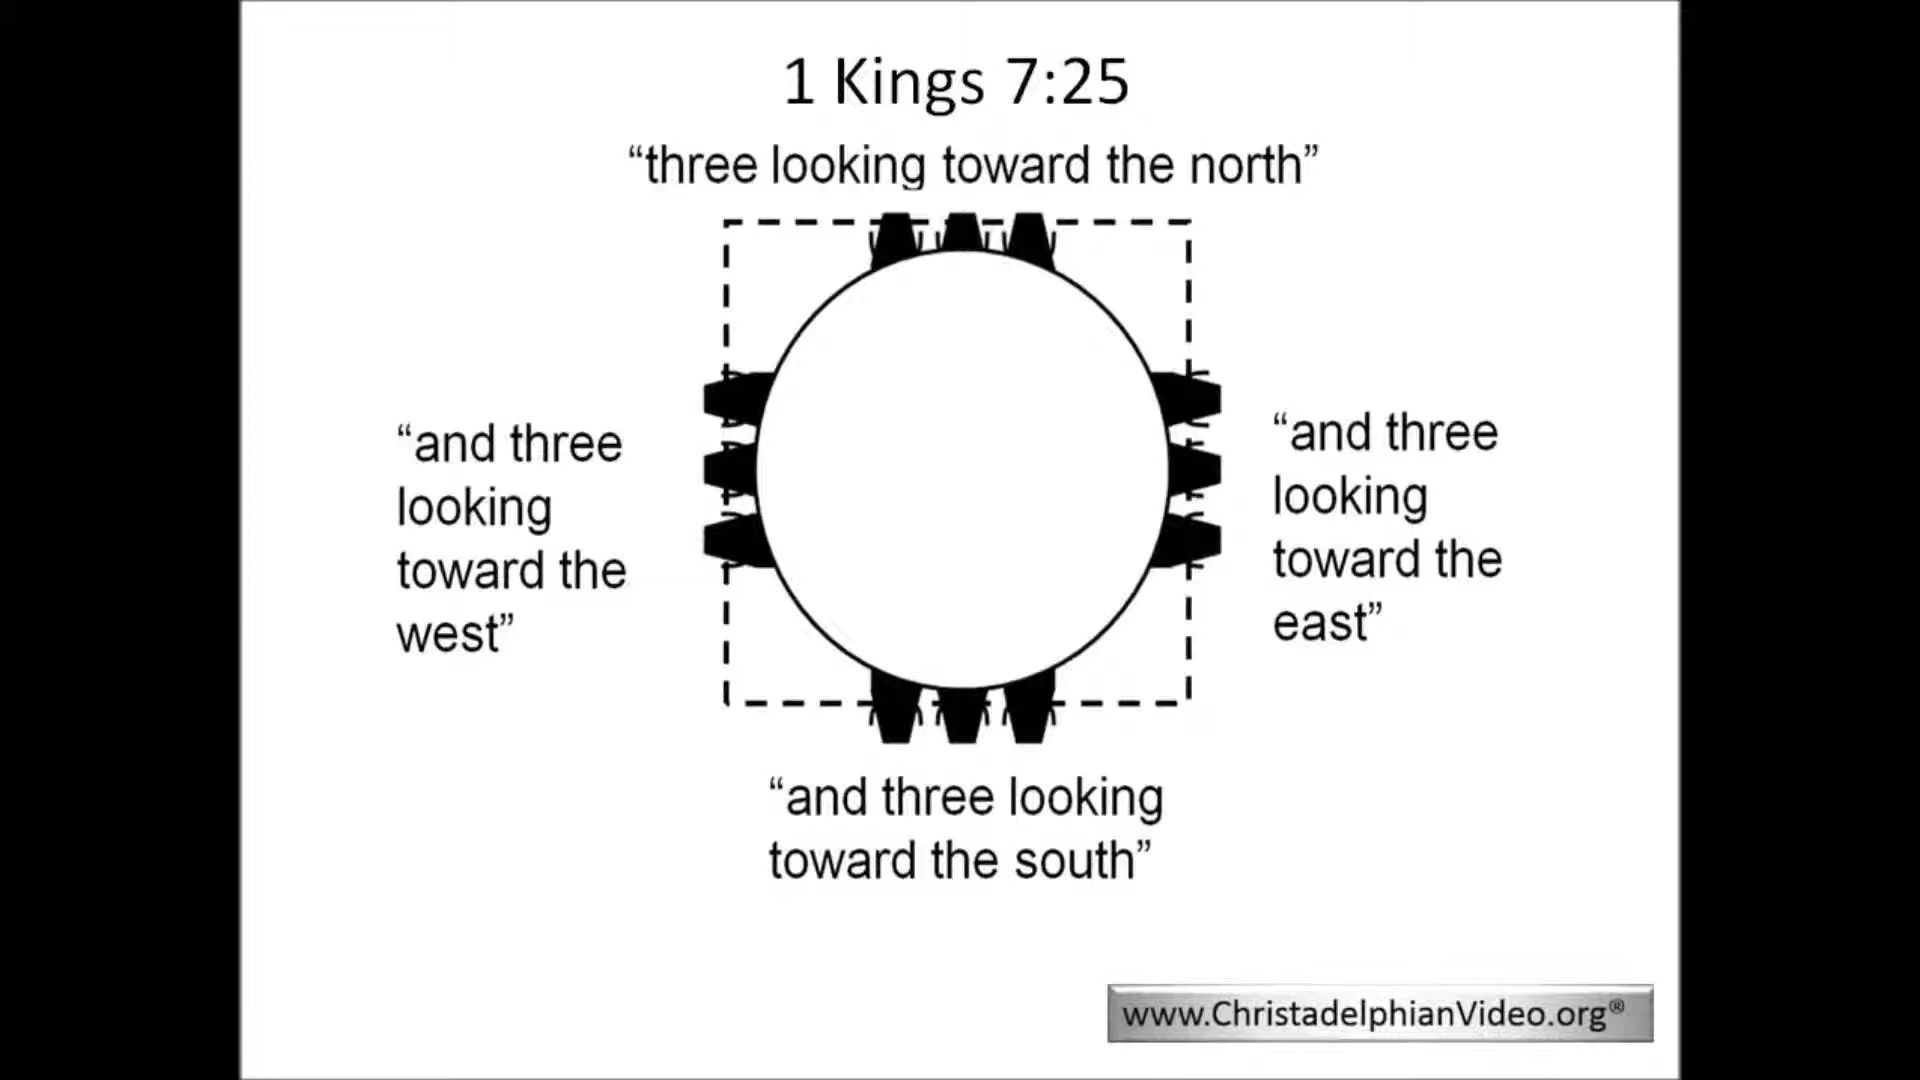 1 Kings 7:25
“three looking toward the north”
“and three
looking
toward the
west”
“and three
looking
toward the
east”
“and three looking
toward the south”
www.ChristadelphianVideo.org®